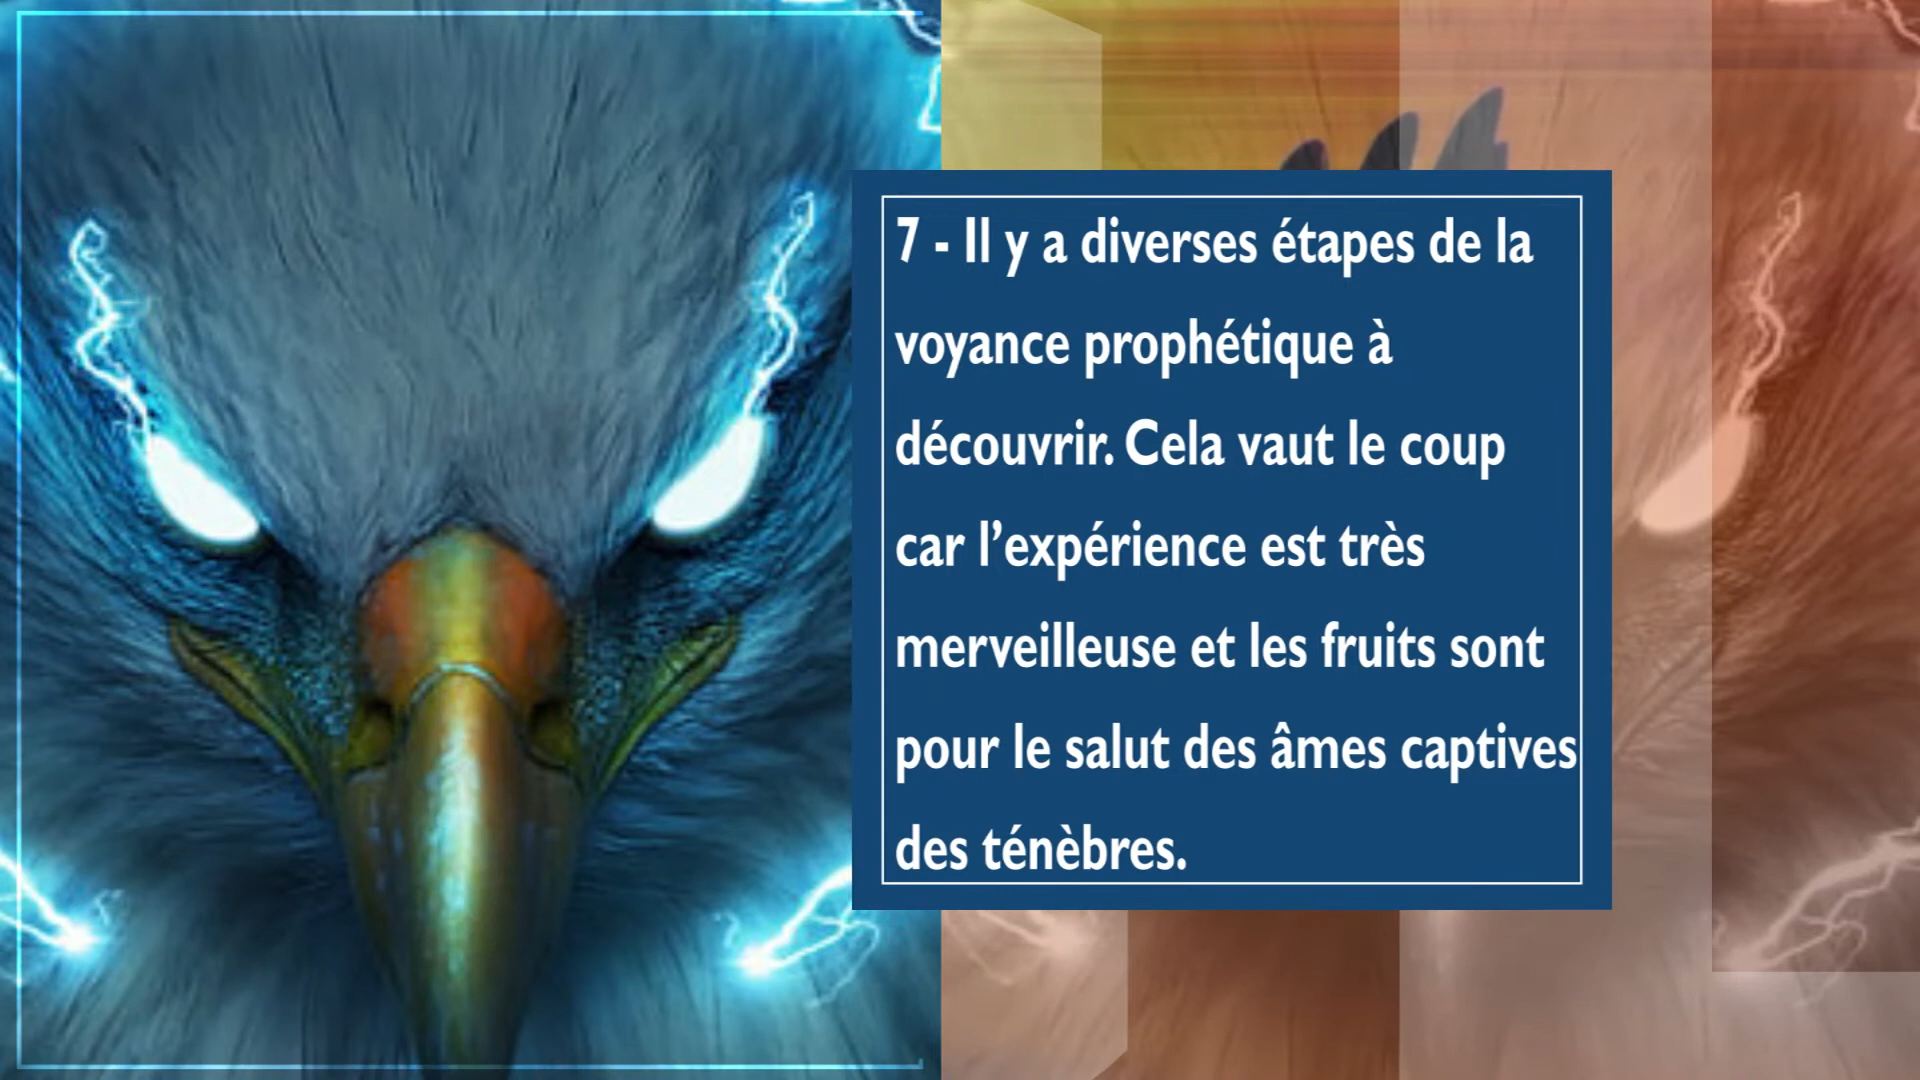 7 - Il y a diverses étapes de la
voyance prophétique à
découvrir. Cela vaut le coup
car l’expérience est très
merveilleuse et les fruits sont
pour le salut des âmes captives
des ténèbres.